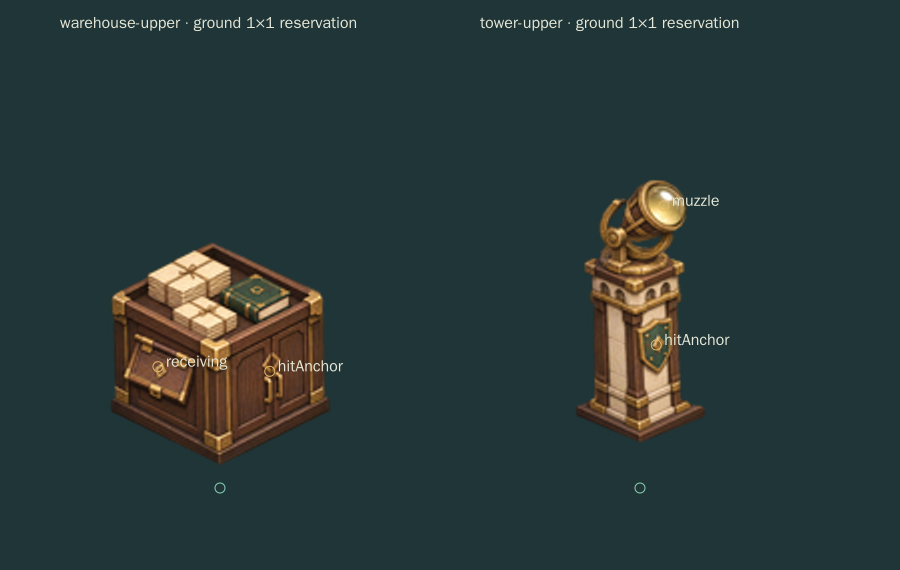 warehouse-upper · ground 1×1 reservation
tower-upper · ground 1×1 reservation
muzzle
hitAnchor
receiving
hitAnchor